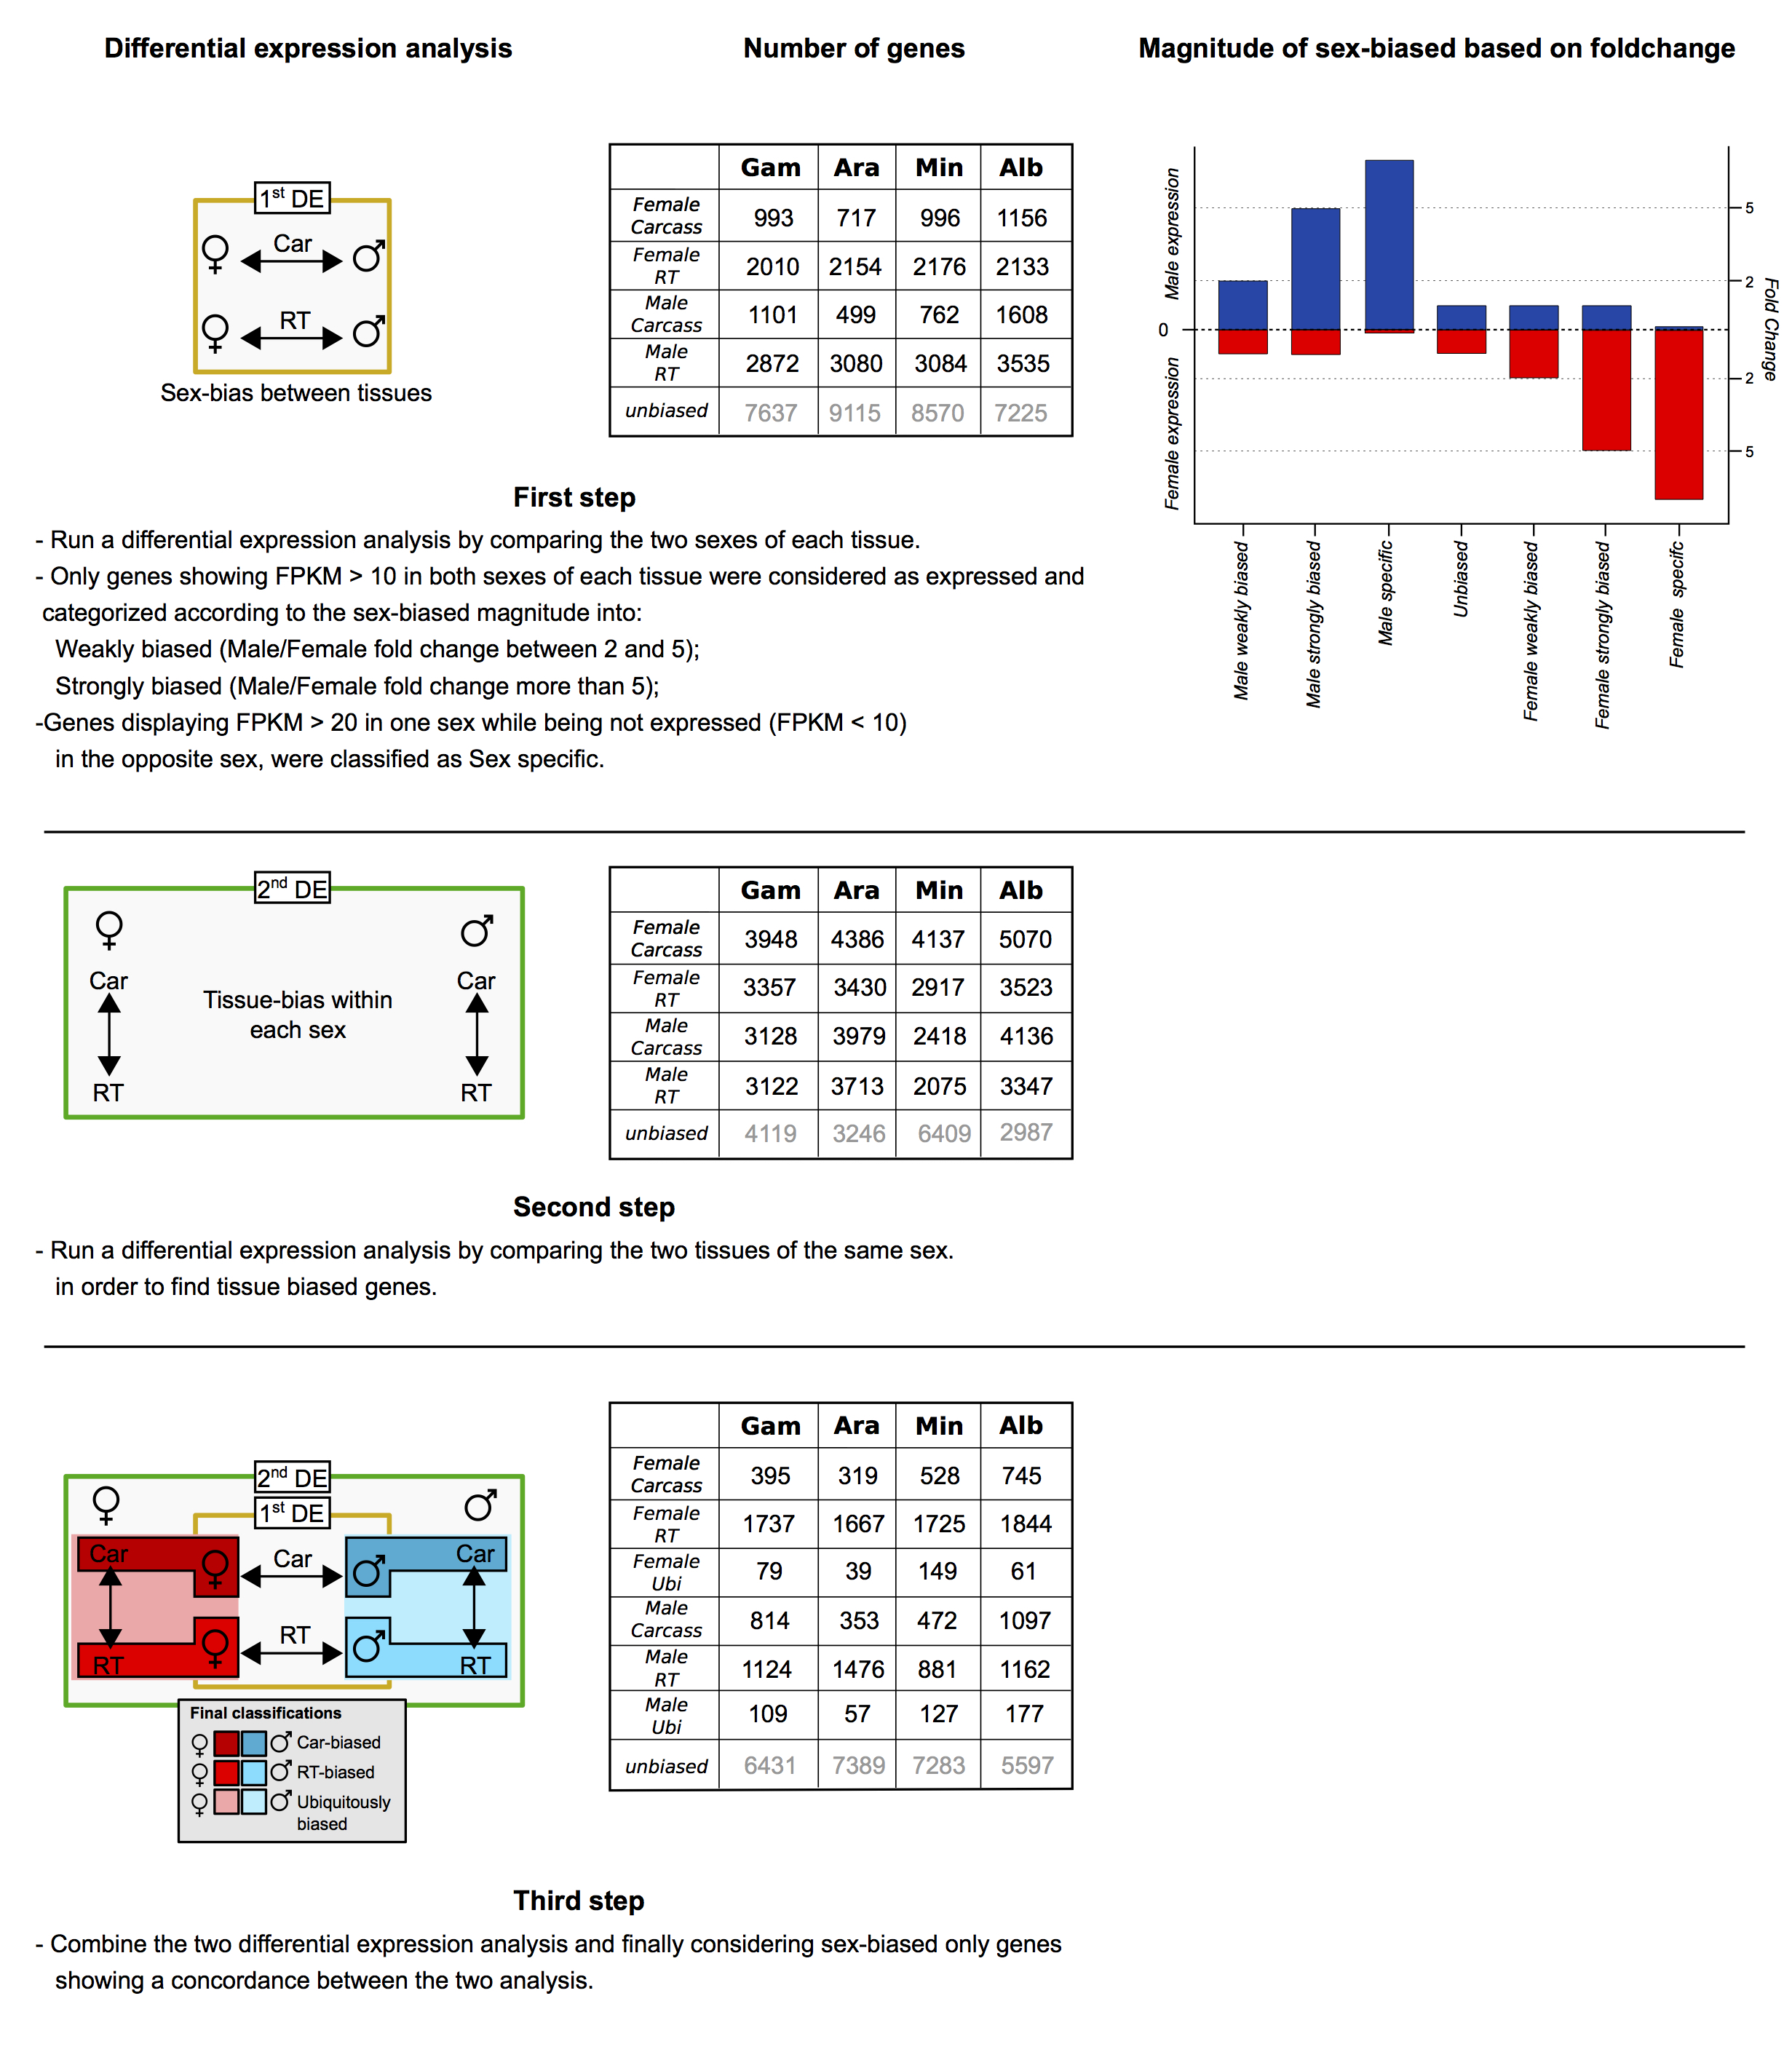 Differential expression analysis
Number of genes
Magnitude of sex-biased based on foldchange
1st DE
♀ Car ♂
♀ RT ♂
Sex-bias between tissues
Gam Ara Min Alb
Female Carcass 993 717 996 1156
Female RT 2010 2154 2176 2133
Male Carcass 1101 499 762 1608
Male RT 2872 3080 3084 3535
unbiased 7637 9115 8570 7225
Male expression
Female expression
0
5
2
2
5
Fold Change
Male weakly biased
Male strongly biased
Male specific
Unbiased
Female weakly biased
Female strongly biased
Female specifc
First step
- Run a differential expression analysis by comparing the two sexes of each tissue.
- Only genes showing FPKM > 10 in both sexes of each tissue were considered as expressed and
categorized according to the sex-biased magnitude into:
Weakly biased (Male/Female fold change between 2 and 5);
Strongly biased (Male/Female fold change more than 5);
-Genes displaying FPKM > 20 in one sex while being not expressed (FPKM < 10)
in the opposite sex, were classified as Sex specific.
2nd DE
♀ ♂
Car Car
Tissue-bias within
each sex
RT RT
Gam Ara Min Alb
Female Carcass 3948 4386 4137 5070
Female RT 3357 3430 2917 3523
Male Carcass 3128 3979 2418 4136
Male RT 3122 3713 2075 3347
unbiased 4119 3246 6409 2987
Second step
- Run a differential expression analysis by comparing the two tissues of the same sex.
in order to find tissue biased genes.
2nd DE
♀ 1st DE ♂
Car ♀ Car ♂ Car
RT ♀ RT ♂ RT
Final classifications
♀ ♂ Car-biased
♀ ♂ RT-biased
♀ ♂ Ubiquitously
biased
Gam Ara Min Alb
Female Carcass 395 319 528 745
Female RT 1737 1667 1725 1844
Female Ubi 79 39 149 61
Male Carcass 814 353 472 1097
Male RT 1124 1476 881 1162
Male Ubi 109 57 127 177
unbiased 6431 7389 7283 5597
Third step
- Combine the two differential expression analysis and finally considering sex-biased only genes
showing a concordance between the two analysis.